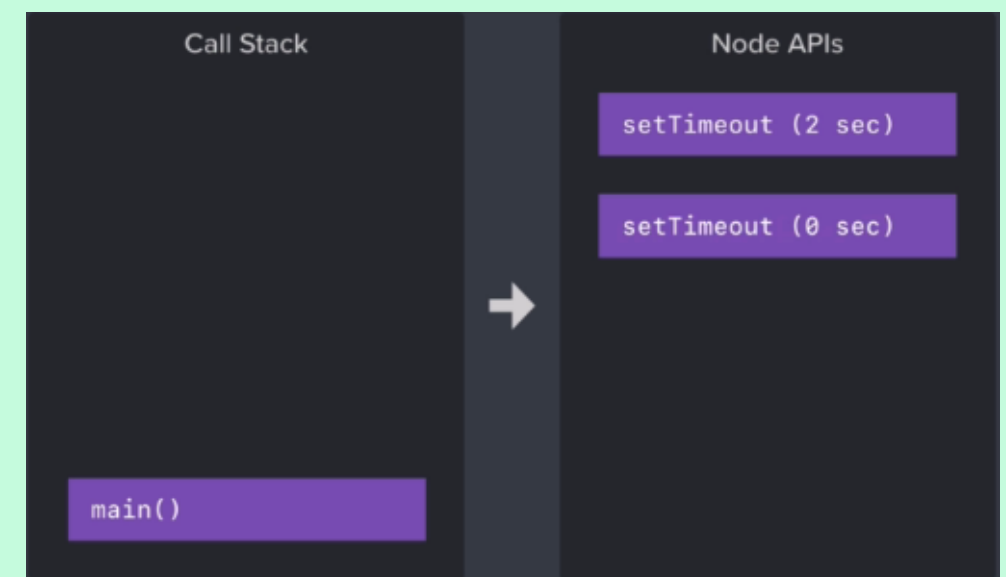 Call Stack
Node APIs
setTimeout (2 sec)
setTimeout (0 sec)
main()